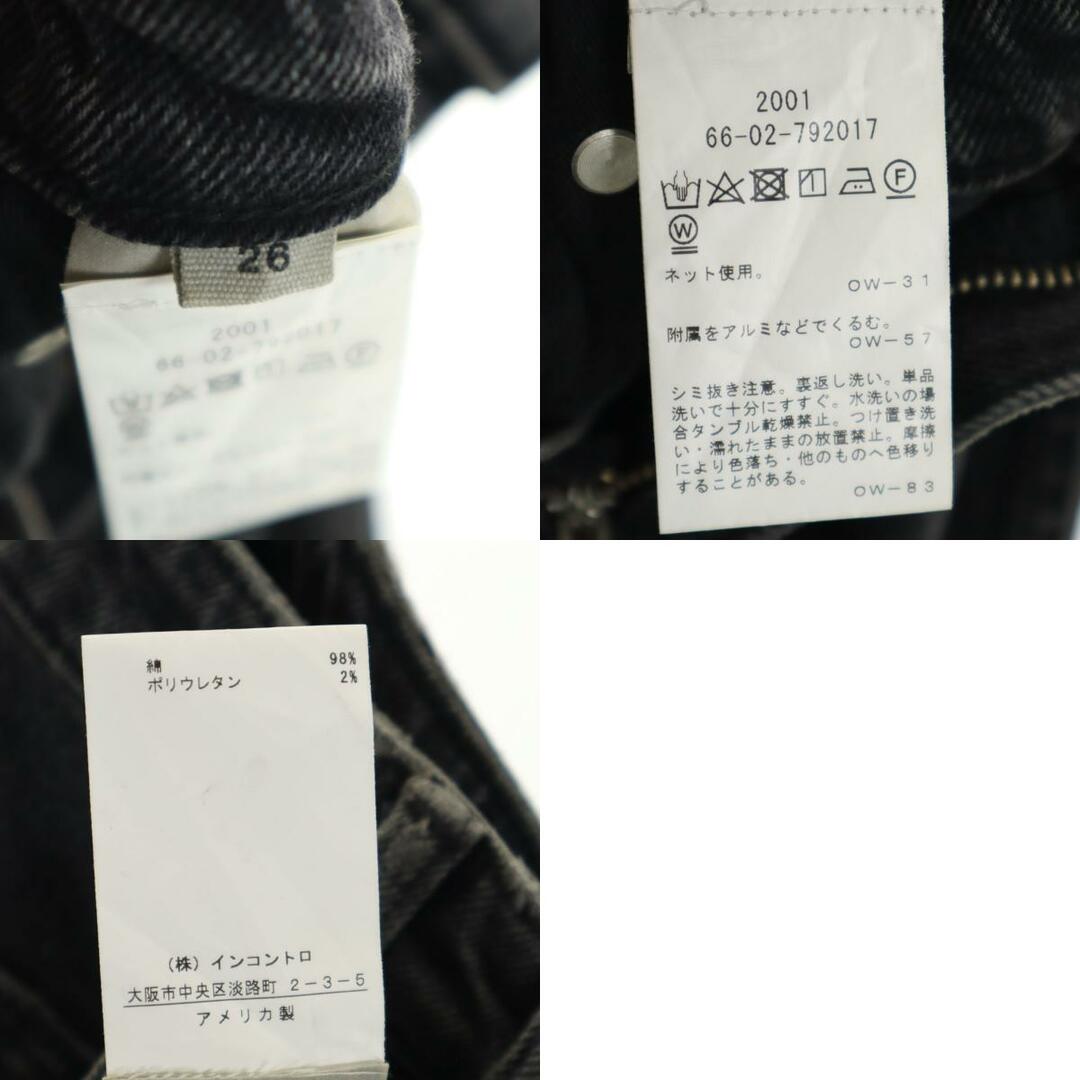 26
2001
66-02-792017
2001
66-02-792017
F
W
ネット使用。
OW-31
附属をアルミなどでくるむ。
OW-57
シミ抜き注意。裏返し洗い。単品
洗いで十分にすすぐ。水洗いの場
合タンブル乾燥禁止。つけ置き洗
い・濡れたままの放置禁止。摩擦
により色落ち・他のものへ色移り
することがある。
OW-83
綿 98%
ポリウレタン 2%
(株)インコントロ
大阪市中央区淡路町 2-3-5
アメリカ製